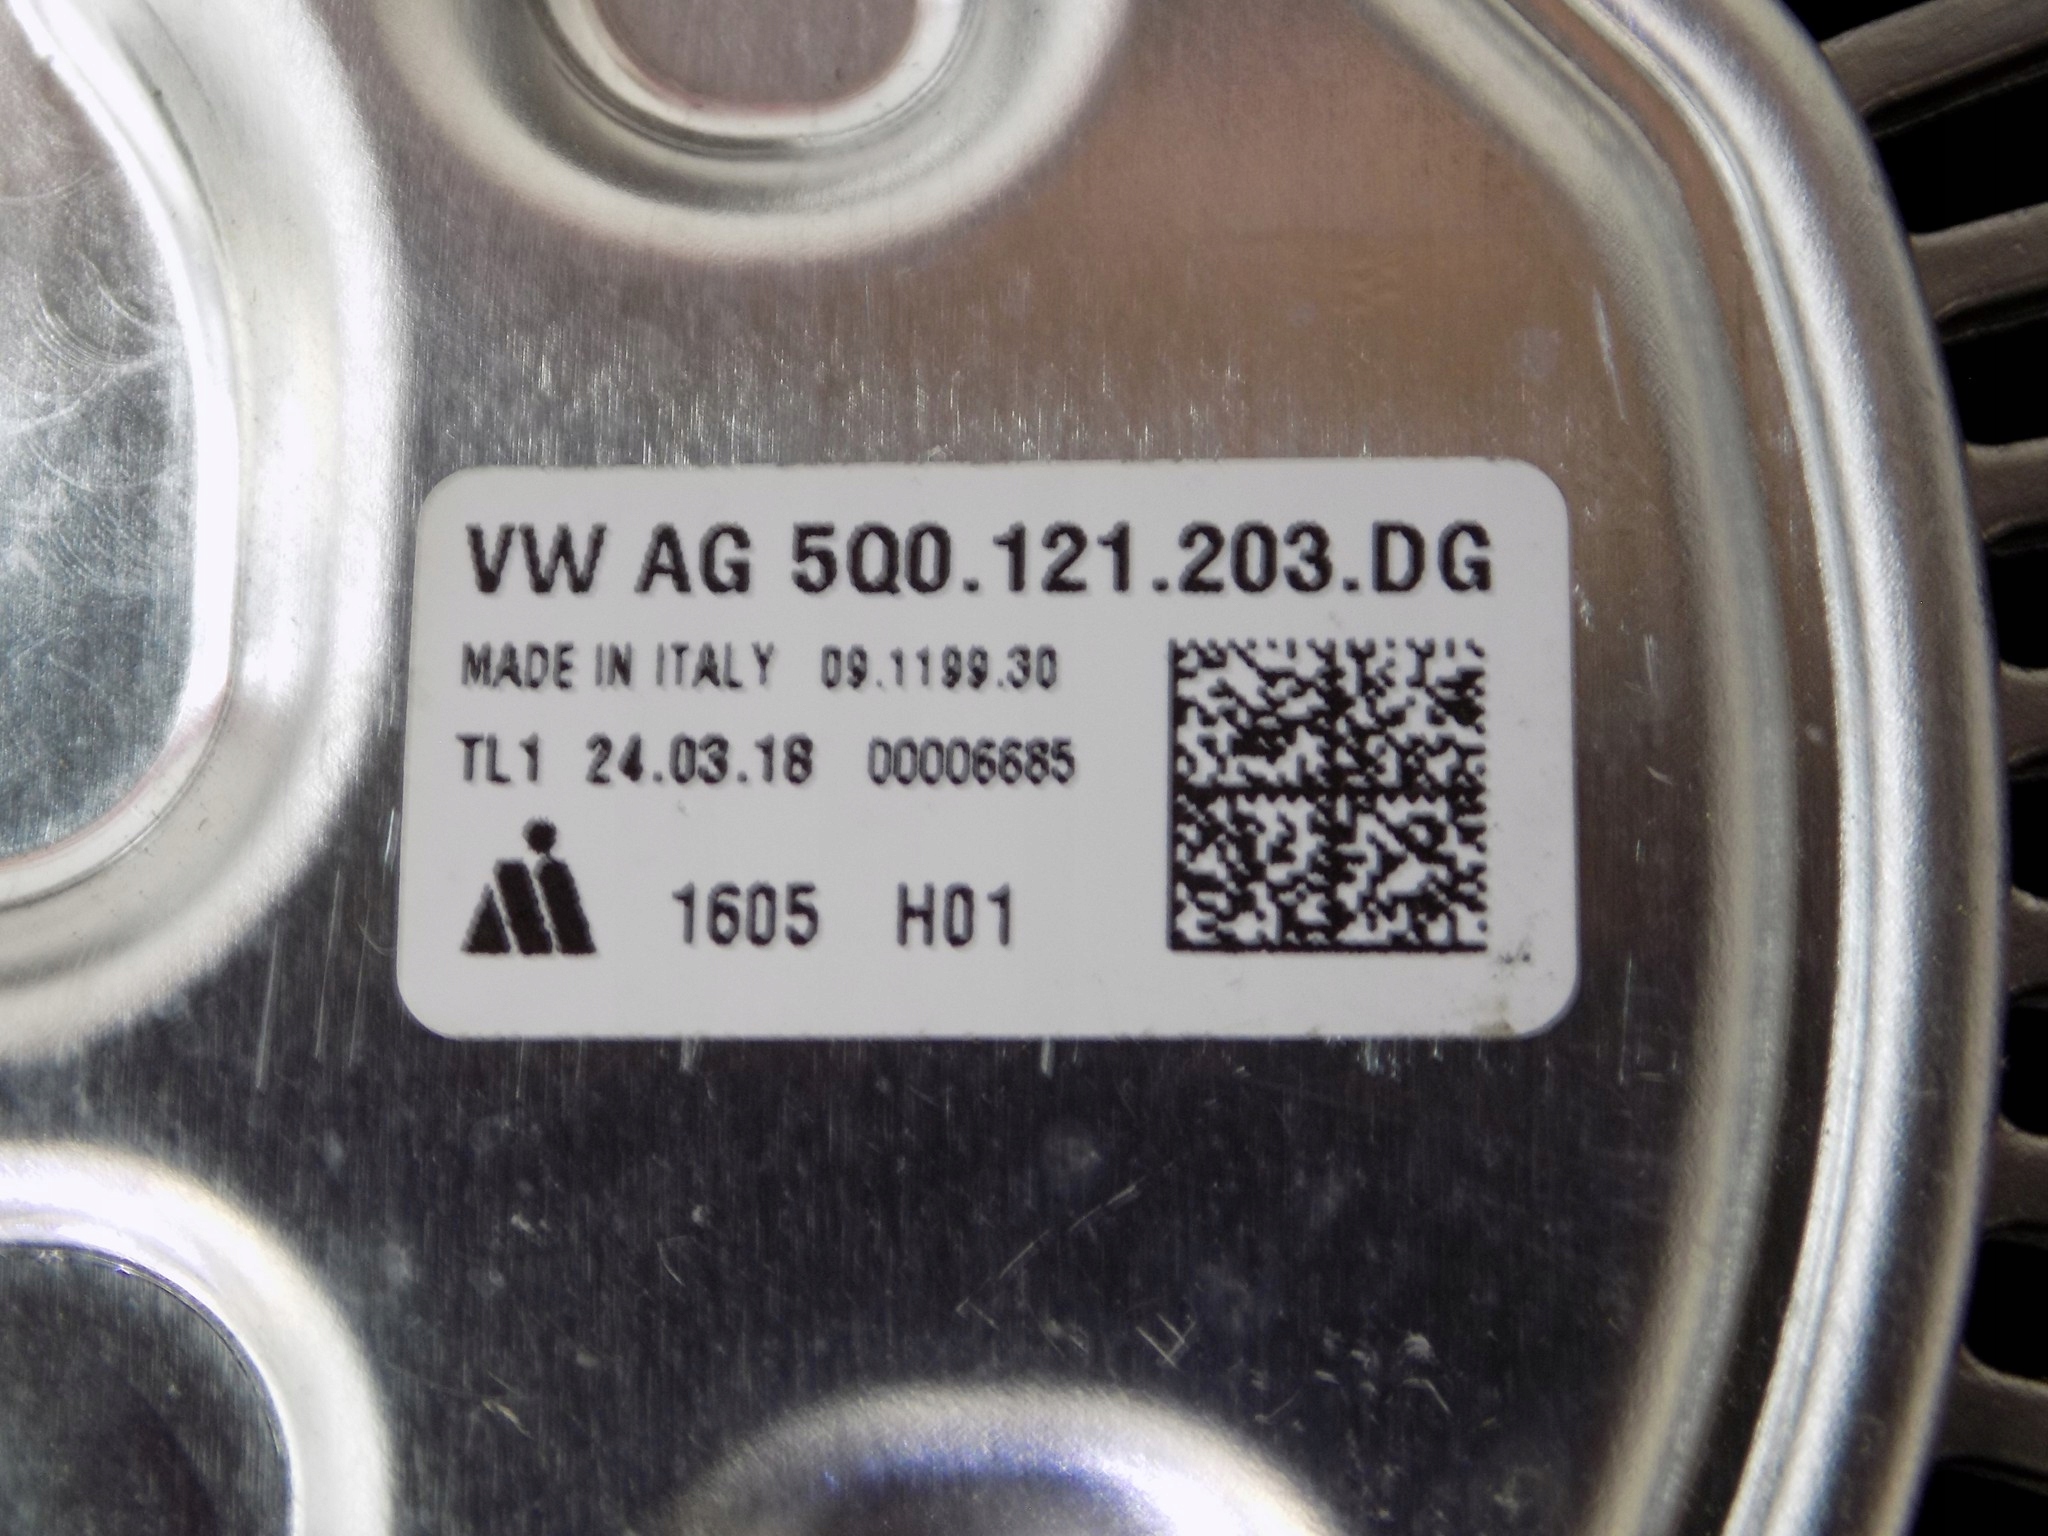 VW AG 5Q0.121.203.DG
MADE IN ITALY 09.1199.30
TL1 24.03.18 00006685
1605 H01